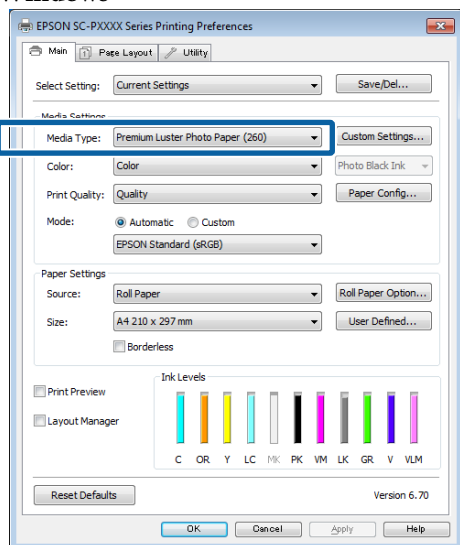 EPSON SC-PXXXX Series Printing Preferences
Main Page Layout Utility
Select Setting: Current Settings Save/Del...
Media Settings
Media Type: Premium Luster Photo Paper (260) Custom Settings...
Color: Color Photo Black Ink
Print Quality: Quality Paper Config...
Mode: Automatic Custom
EPSON Standard (sRGB)
Paper Settings
Source: Roll Paper Roll Paper Option...
Size: A4 210 x 297 mm User Defined...
Borderless
Ink Levels
Print Preview
Layout Manager
C OR Y LC MK PK VM LK GR V VLM
Reset Defaults Version 6.70
OK Cancel Apply Help